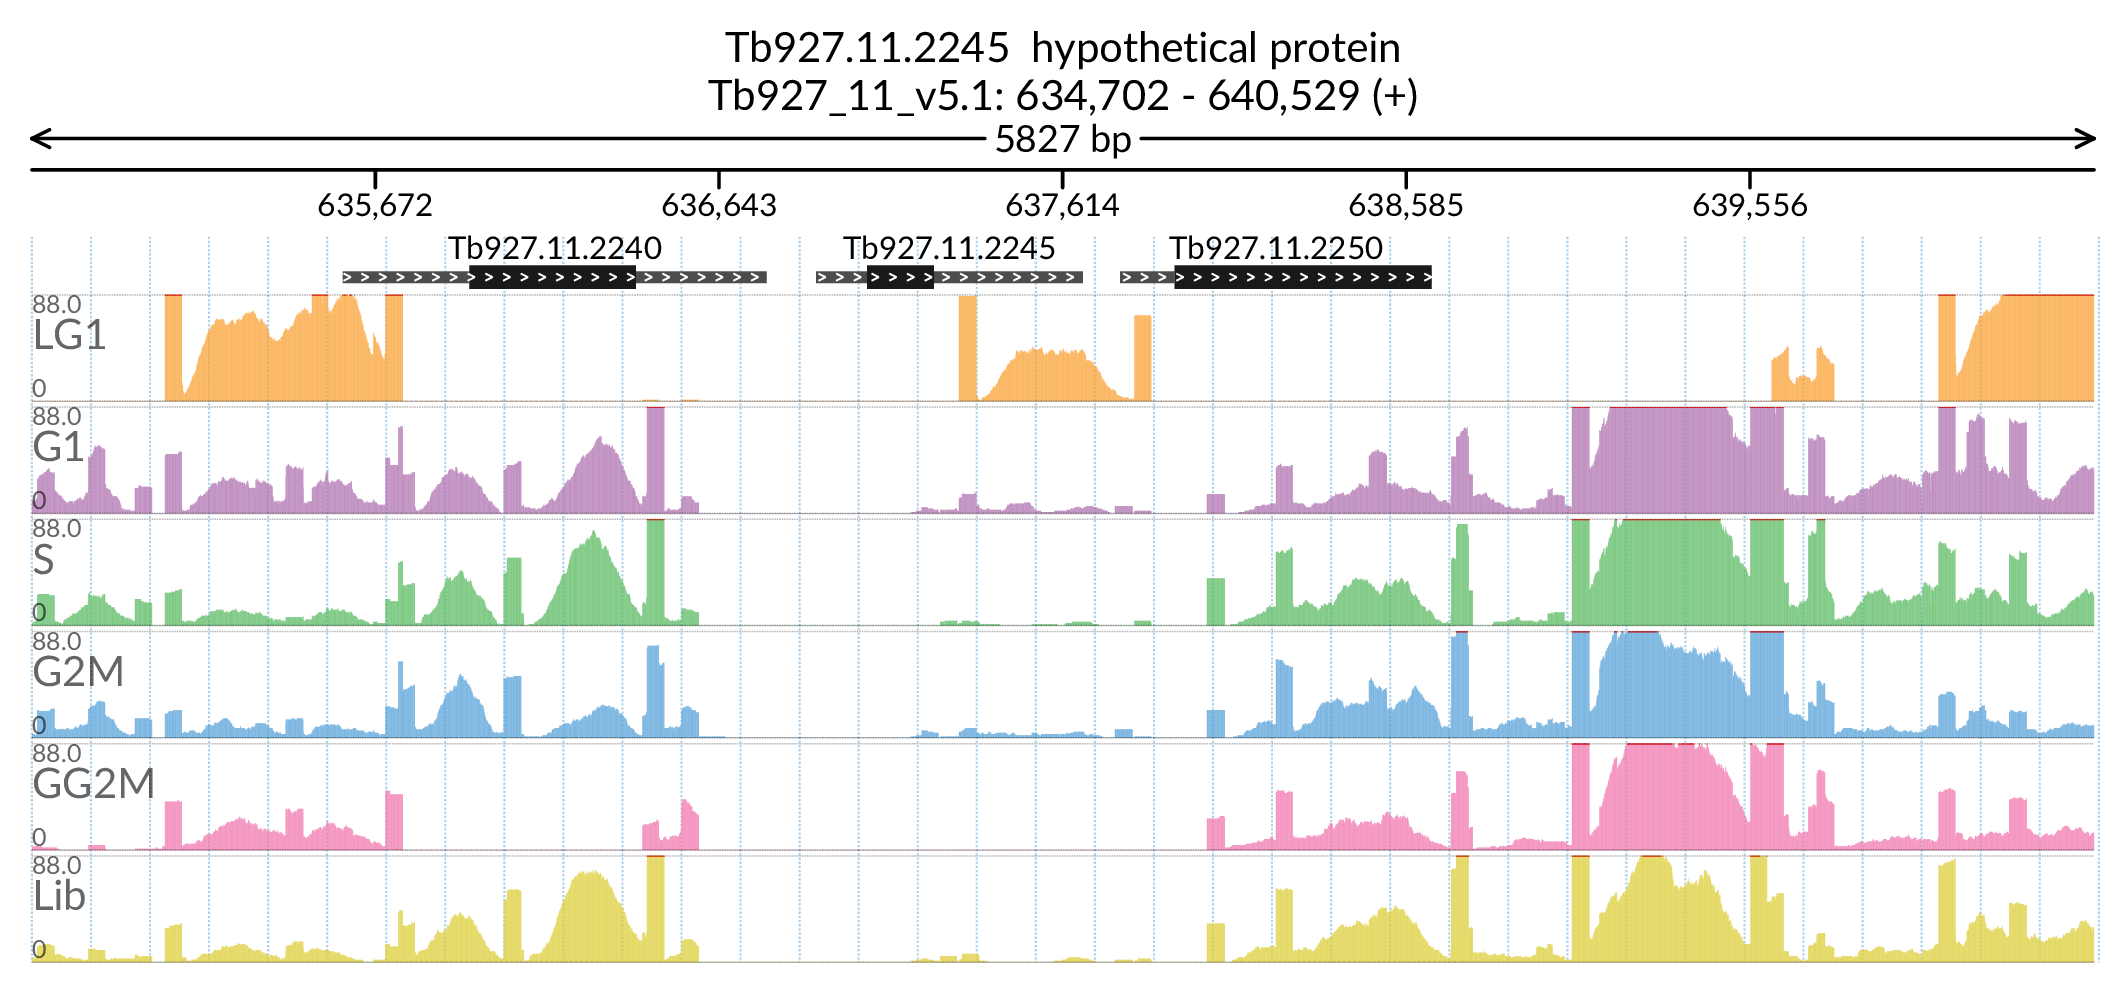 Tb927.11.2245 hypothetical protein
Tb927_11_v5.1: 634,702 - 640,529 (+)
5827 bp
635,672 636,643 637,614 638,585 639,556
Tb927.11.2240 Tb927.11.2245 Tb927.11.2250
88.0
LG1
0
88.0
G1
0
88.0
S
0
88.0
G2M
0
88.0
GG2M
0
88.0
Lib
0